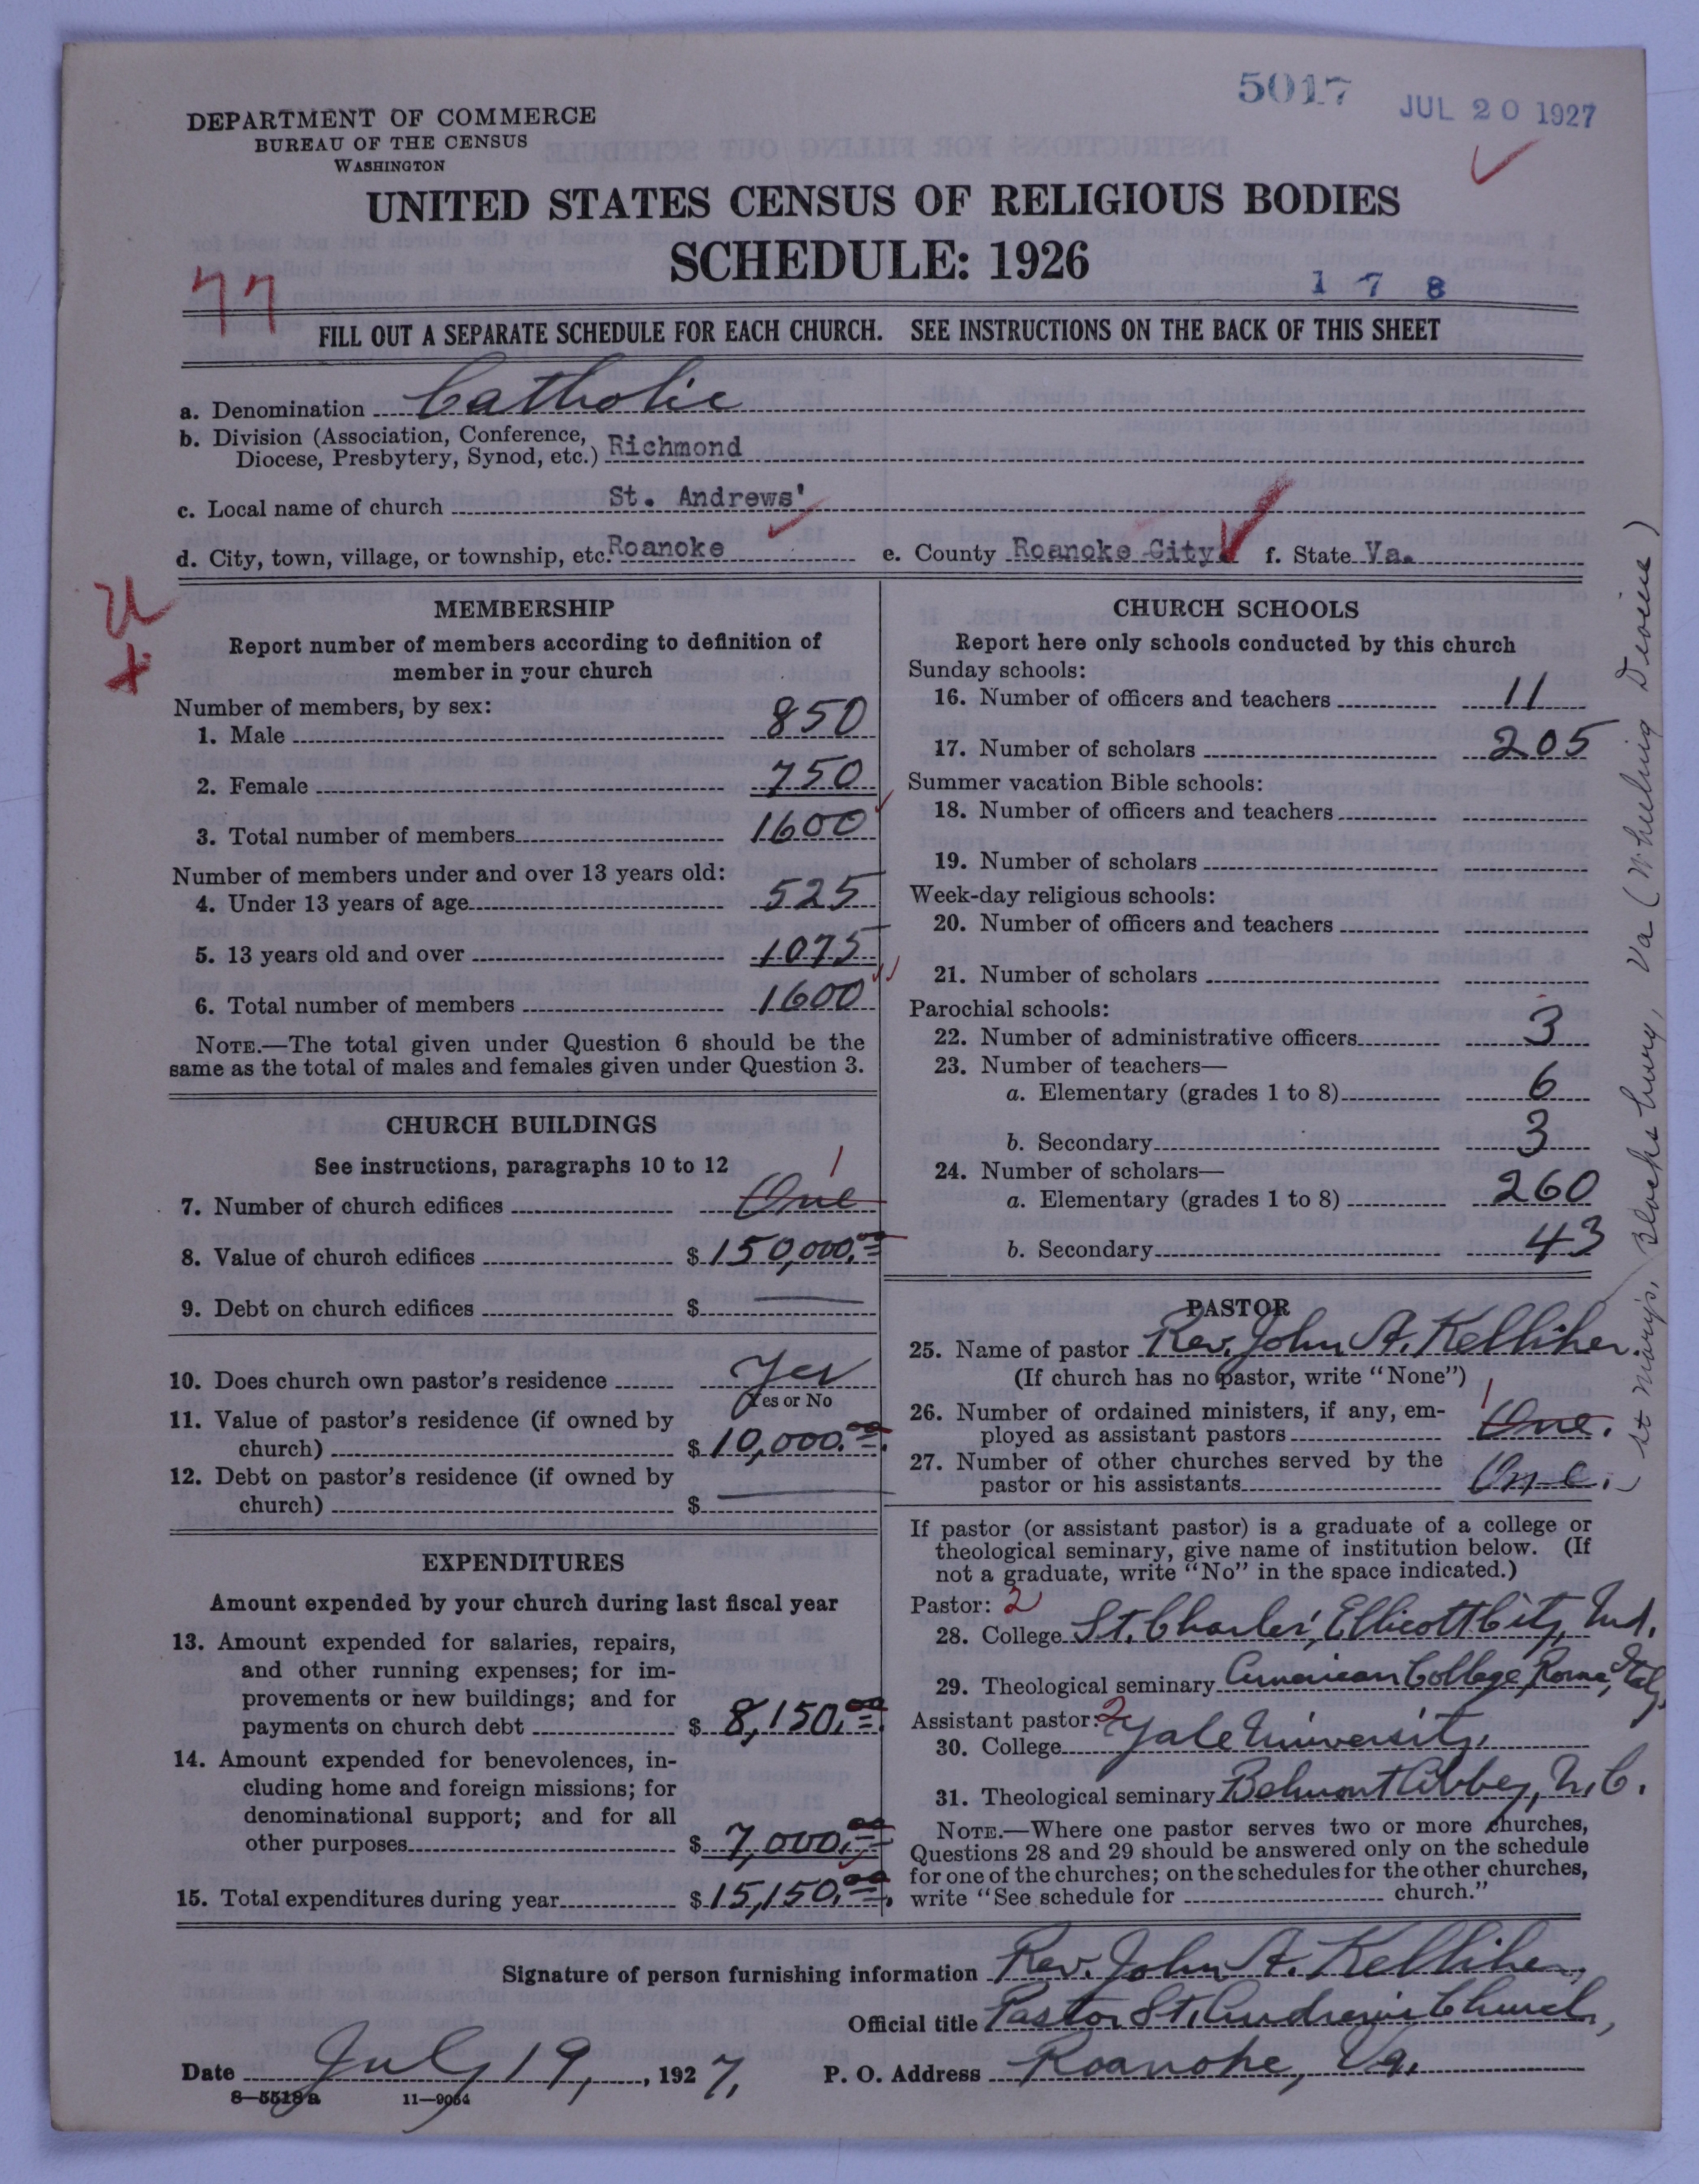 5017 JUL 20 1927
DEPARTMENT OF COMMERCE
BUREAU OF THE CENSUS
WASHINGTON
UNITED STATES CENSUS OF RELIGIOUS BODIES
SCHEDULE: 1926
77
1 7 8
FILL OUT A SEPARATE SCHEDULE FOR EACH CHURCH. SEE INSTRUCTIONS ON THE BACK OF THIS SHEET
a. Denomination Catholic
b. Division (Association, Conference,
Diocese, Presbytery, Synod, etc.) Richmond
c. Local name of church St. Andrews'
d. City, town, village, or township, etc. Roanoke e. County Roanoke City. f. State Va.
MEMBERSHIP
Report number of members according to definition of
member in your church
Number of members, by sex:
1. Male 850
2. Female 750
3. Total number of members 1600
Number of members under and over 13 years old:
4. Under 13 years of age 525
5. 13 years old and over 1075
6. Total number of members 1600
NOTE.—The total given under Question 6 should be the
same as the total of males and females given under Question 3.
CHURCH BUILDINGS
See instructions, paragraphs 10 to 12
1
7. Number of church edifices One
8. Value of church edifices $ 150,000.00
9. Debt on church edifices $
10. Does church own pastor's residence Yes
Yes or No
11. Value of pastor's residence (if owned by
church) $ 10,000.00
12. Debt on pastor's residence (if owned by
church) $
EXPENDITURES
Amount expended by your church during last fiscal year
13. Amount expended for salaries, repairs,
and other running expenses; for im-
provements or new buildings; and for
payments on church debt $ 8,150.00
14. Amount expended for benevolences, in-
cluding home and foreign missions; for
denominational support; and for all
other purposes $ 7,000.00
15. Total expenditures during year $ 15,150.00
CHURCH SCHOOLS
Report here only schools conducted by this church
Sunday schools:
16. Number of officers and teachers 11
17. Number of scholars 205
Summer vacation Bible schools:
18. Number of officers and teachers
19. Number of scholars
Week-day religious schools:
20. Number of officers and teachers
21. Number of scholars
Parochial schools:
22. Number of administrative officers 3
23. Number of teachers—
a. Elementary (grades 1 to 8) 6
b. Secondary 3
24. Number of scholars—
a. Elementary (grades 1 to 8) 260
b. Secondary 43
PASTOR
25. Name of pastor Rev. John A. Kelliher.
(If church has no pastor, write "None")
1
26. Number of ordained ministers, if any, em-
ployed as assistant pastors One.
27. Number of other churches served by the
pastor or his assistants One.
(St Marys, Blacksburg, Va (Wheeling Diocise)
If pastor (or assistant pastor) is a graduate of a college or
theological seminary, give name of institution below. (If
not a graduate, write "No" in the space indicated.)
Pastor: 2
28. College St. Charles', Ellicott City, Md.
29. Theological seminary American College, Rome, Italy.
Assistant pastor: 2
30. College Yale University.
31. Theological seminary Belmont Abbey, N.C.
NOTE.—Where one pastor serves two or more churches,
Questions 28 and 29 should be answered only on the schedule
for one of the churches; on the schedules for the other churches,
write "See schedule for church."
Signature of person furnishing information Rev. John A. Kelliher,
Official title Pastor St. Andrew's Church,
Date July 19, 1927, P. O. Address Roanoke, Va.
8—5518a 11—9064